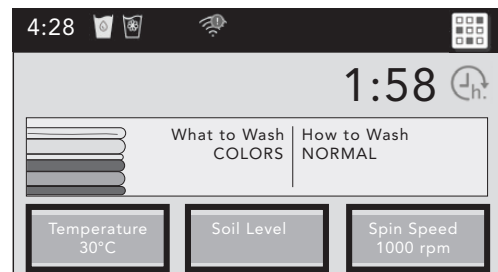 4:28
1:58 h.
What to Wash How to Wash
COLORS NORMAL
Temperature Soil Level Spin Speed
30°C 1000 rpm